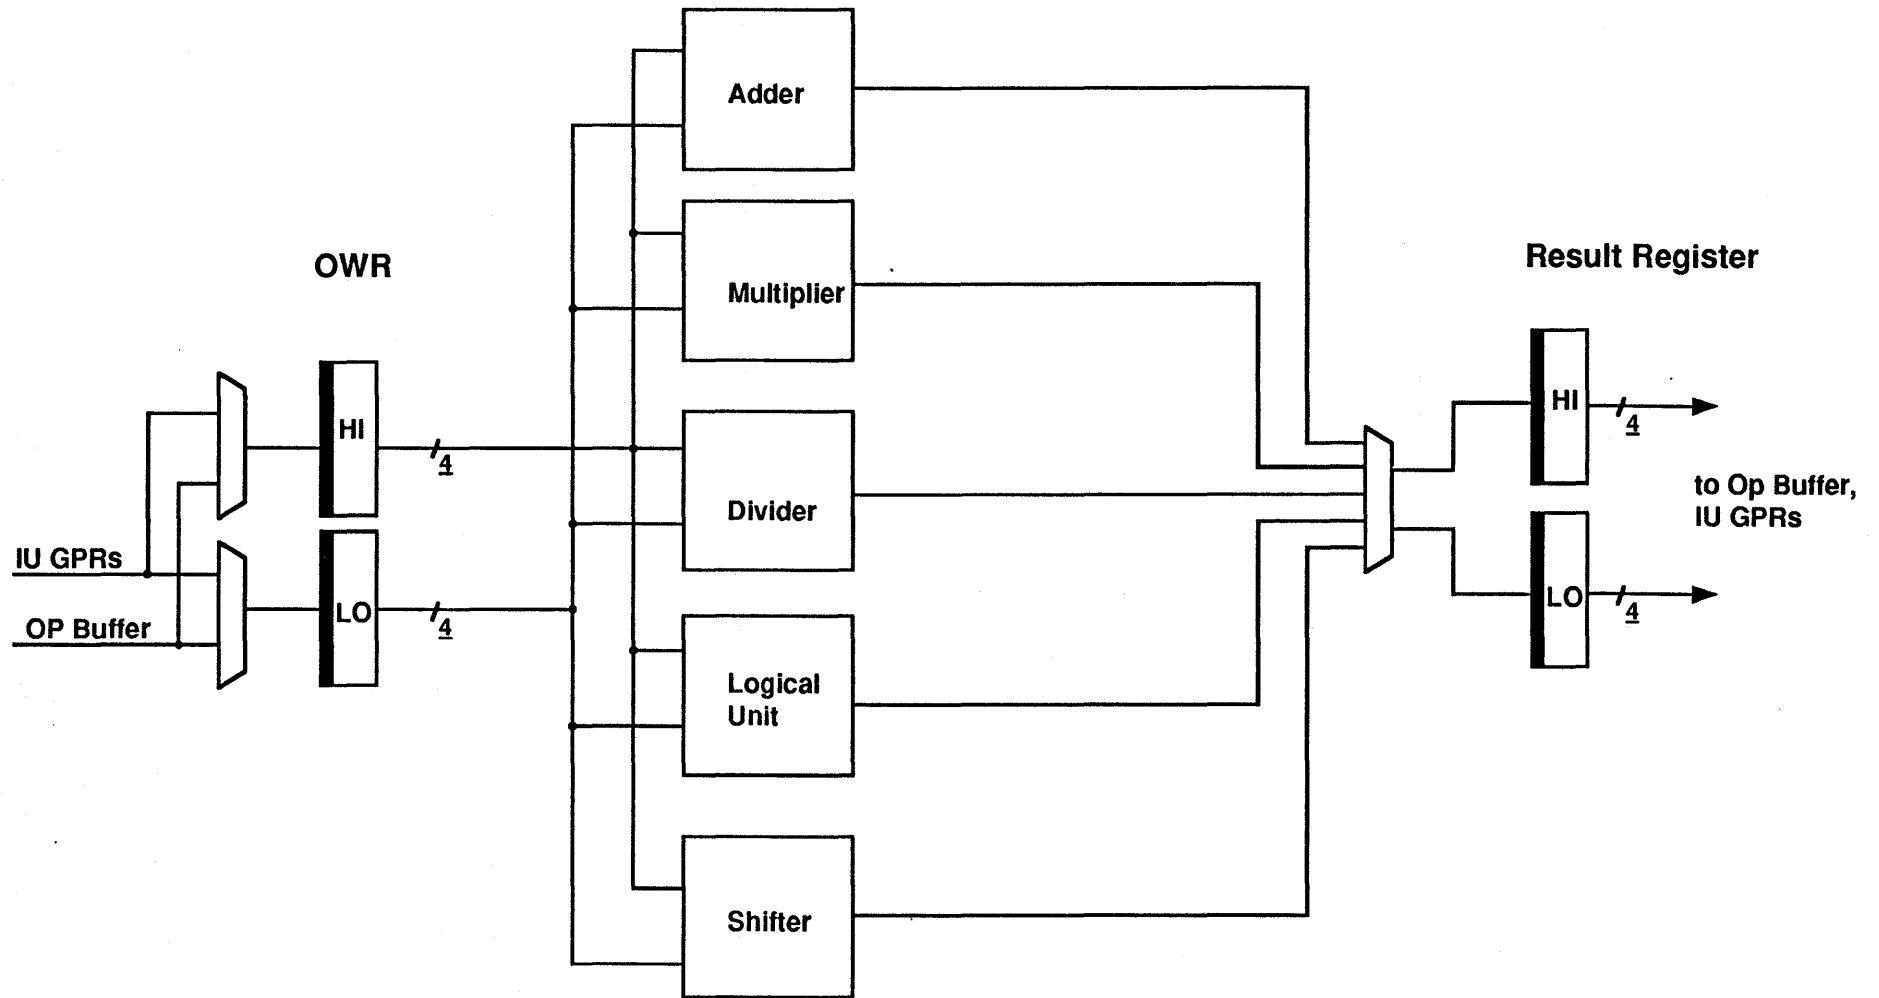 Adder
Multiplier
OWR
Result Register
HI
4
HI
4
Divider
to Op Buffer,
IU GPRs
IU GPRs
OP Buffer
LO
4
LO
4
Logical
Unit
Shifter